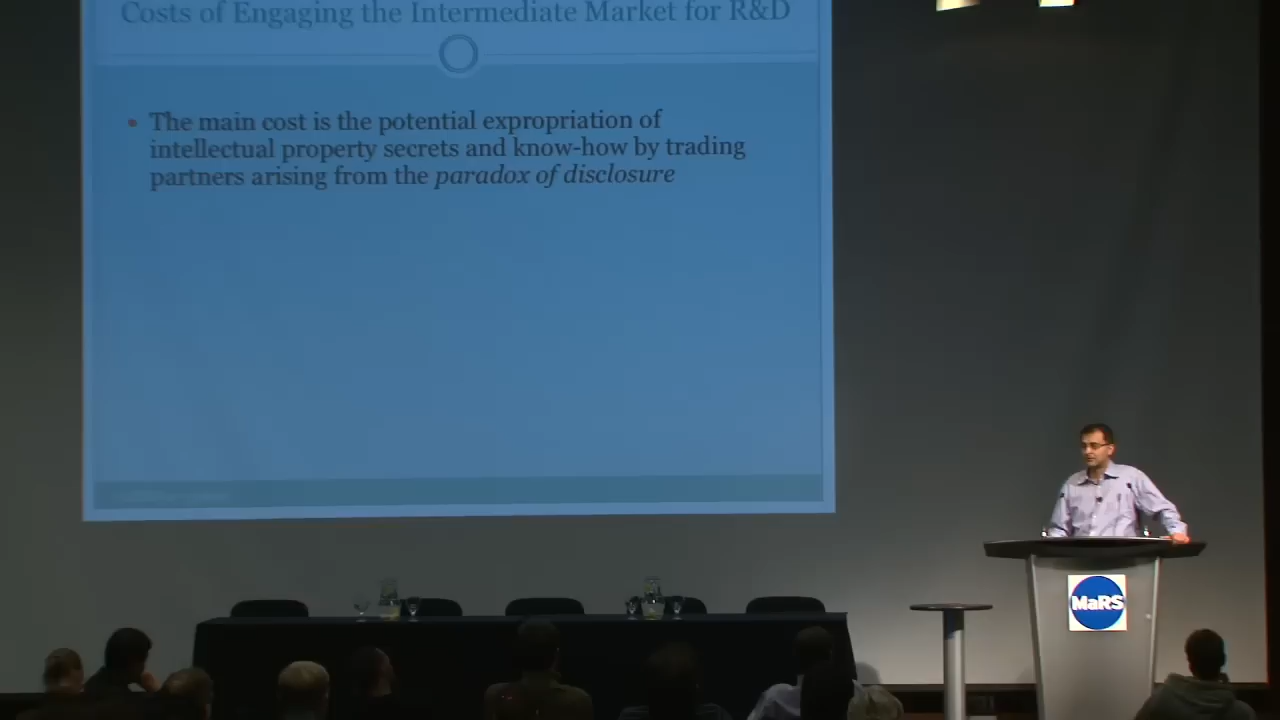 Costs of Engaging the Intermediate Market for R&D
• The main cost is the potential expropriation of
intellectual property secrets and know-how by trading
partners arising from the paradox of disclosure
MaRS